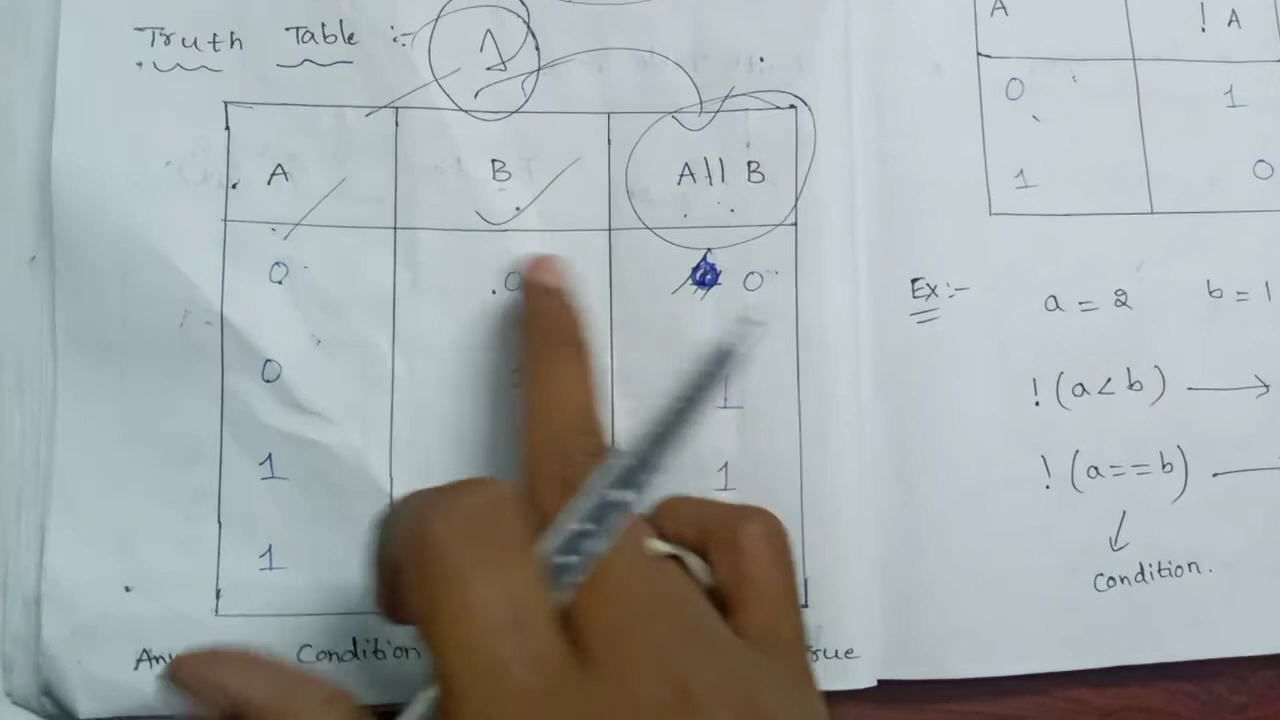 Truth Table :-
1
A B A || B
0 0 0
0 1
1 1
1
Condition
A ! A
0 1
1 0
Ex:- a = 2 b = 1
! (a < b) →
! (a == b)
↓
Condition.